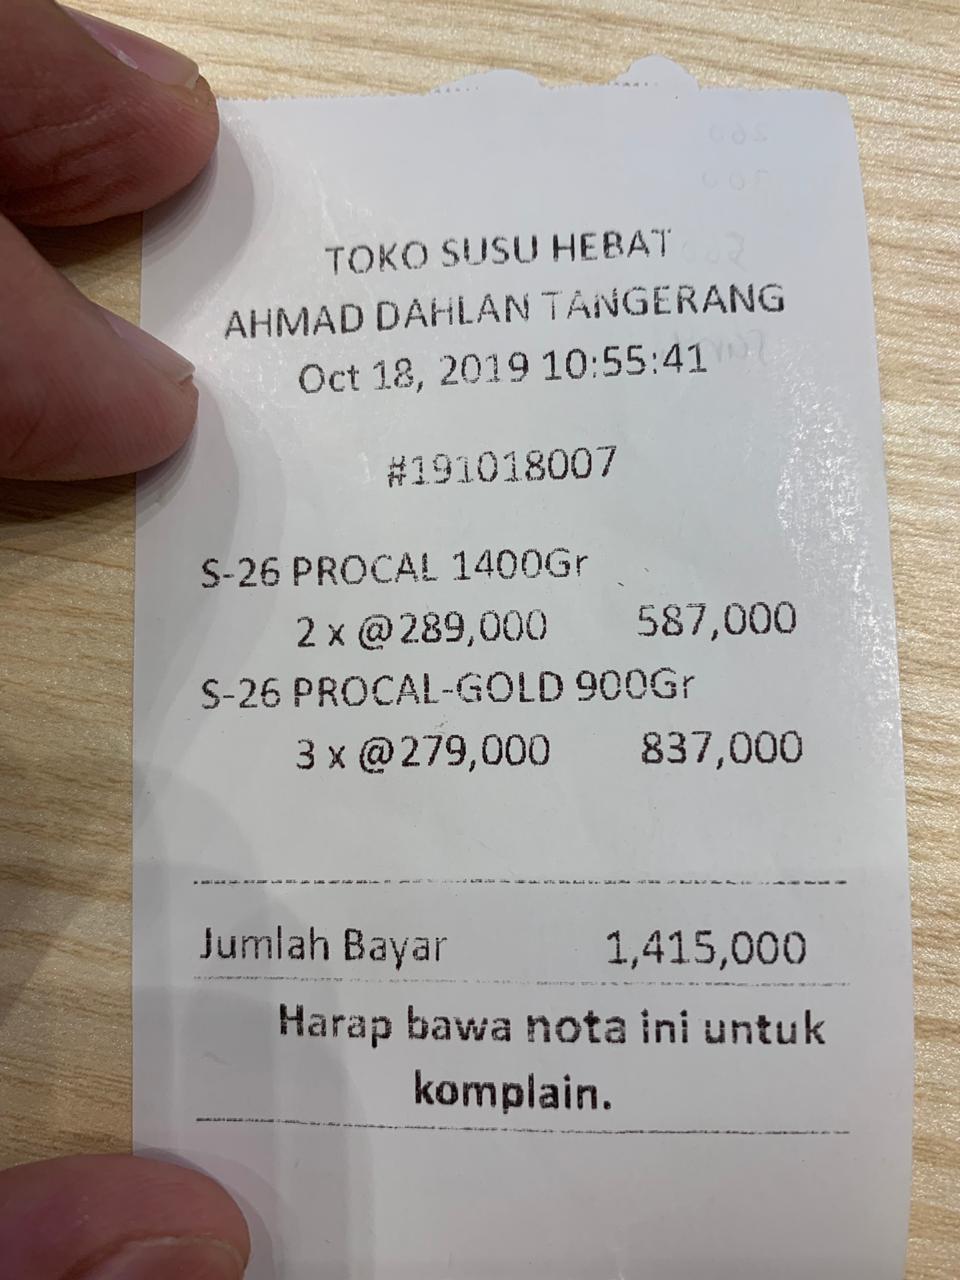 TOKO SUSU HEBAT
AHMAD DAHLAN TANGERANG
Oct 18, 2019 10:55:41
#191018007
S-26 PROCAL 1400Gr
2 x @289,000 587,000
S-26 PROCAL-GOLD 900Gr
3 x @279,000 837,000
Jumlah Bayar 1,415,000
Harap bawa nota ini untuk
komplain.